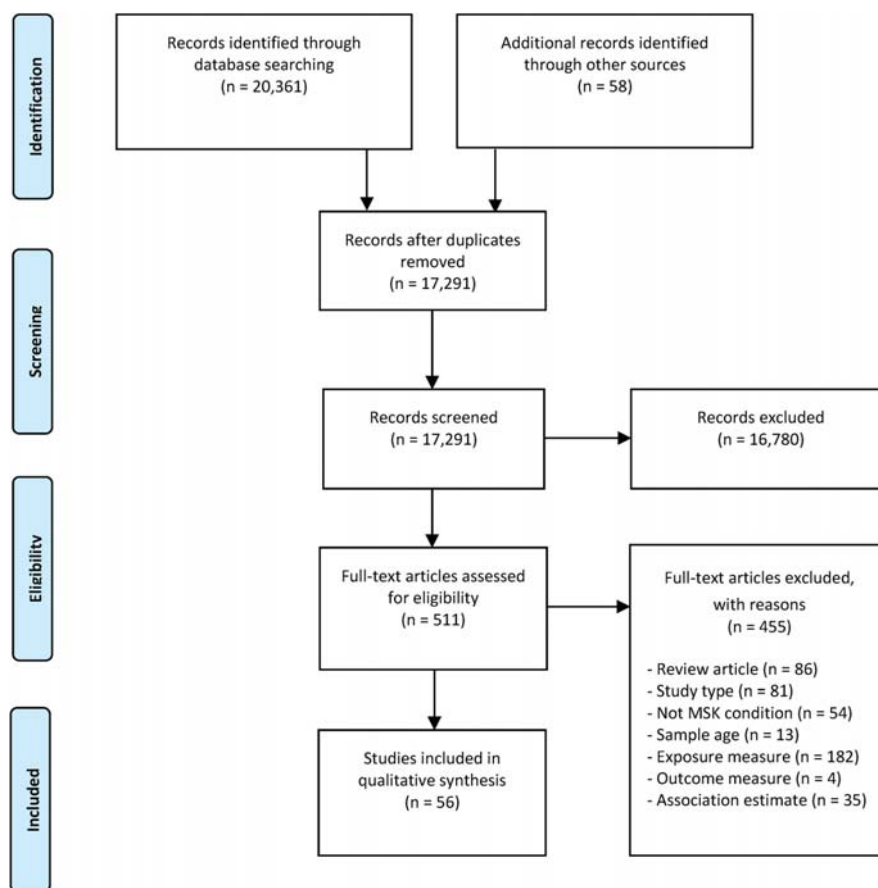 Identification
Records identified through
database searching
(n = 20,361)
Additional records identified
through other sources
(n = 58)
Records after duplicates
removed
(n = 17,291)
Screening
Records screened
(n = 17,291)
Records excluded
(n = 16,780)
Eligibility
Full-text articles assessed
for eligibility
(n = 511)
Full-text articles excluded,
with reasons
(n = 455)
- Review article (n = 86)
- Study type (n = 81)
- Not MSK condition (n = 54)
- Sample age (n = 13)
- Exposure measure (n = 182)
- Outcome measure (n = 4)
- Association estimate (n = 35)
Included
Studies included in
qualitative synthesis
(n = 56)